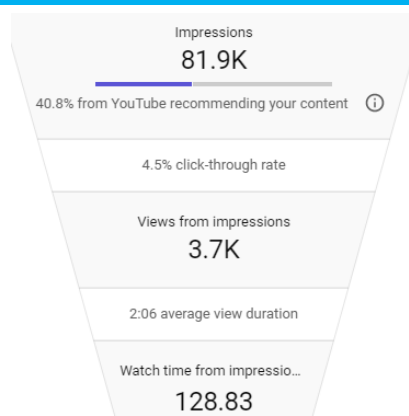 Impressions
81.9K
40.8% from YouTube recommending your content
4.5% click-through rate
Views from impressions
3.7K
2:06 average view duration
Watch time from impressio...
128.83